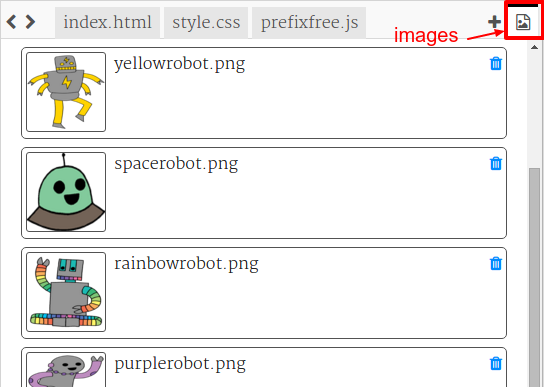 index.html style.css prefixfree.js
images
yellowrobot.png
spacerobot.png
rainbowrobot.png
purplerobot.png